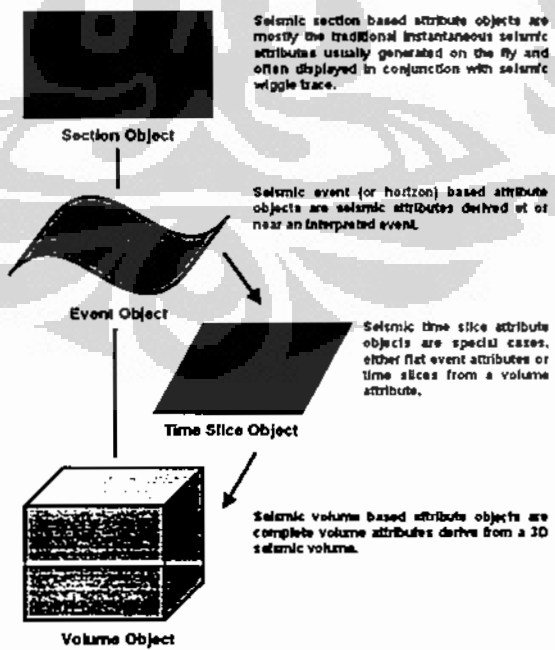 Seismic section based attribute objects are
mostly the traditional instantaneous seismic
attributes usually generated on the fly and
often displayed in conjunction with seismic
wiggle trace.
Section Object
Seismic event (or horizon) based attribute
objects are seismic attributes derived at or
near an interpreted event.
Event Object
Seismic time slice attribute
objects are special cases,
either flat event attributes or
time slices from a volume
attribute.
Time Slice Object
Seismic volume based attribute objects are
complete volume attributes derive from a 3D
seismic volume.
Volume Object